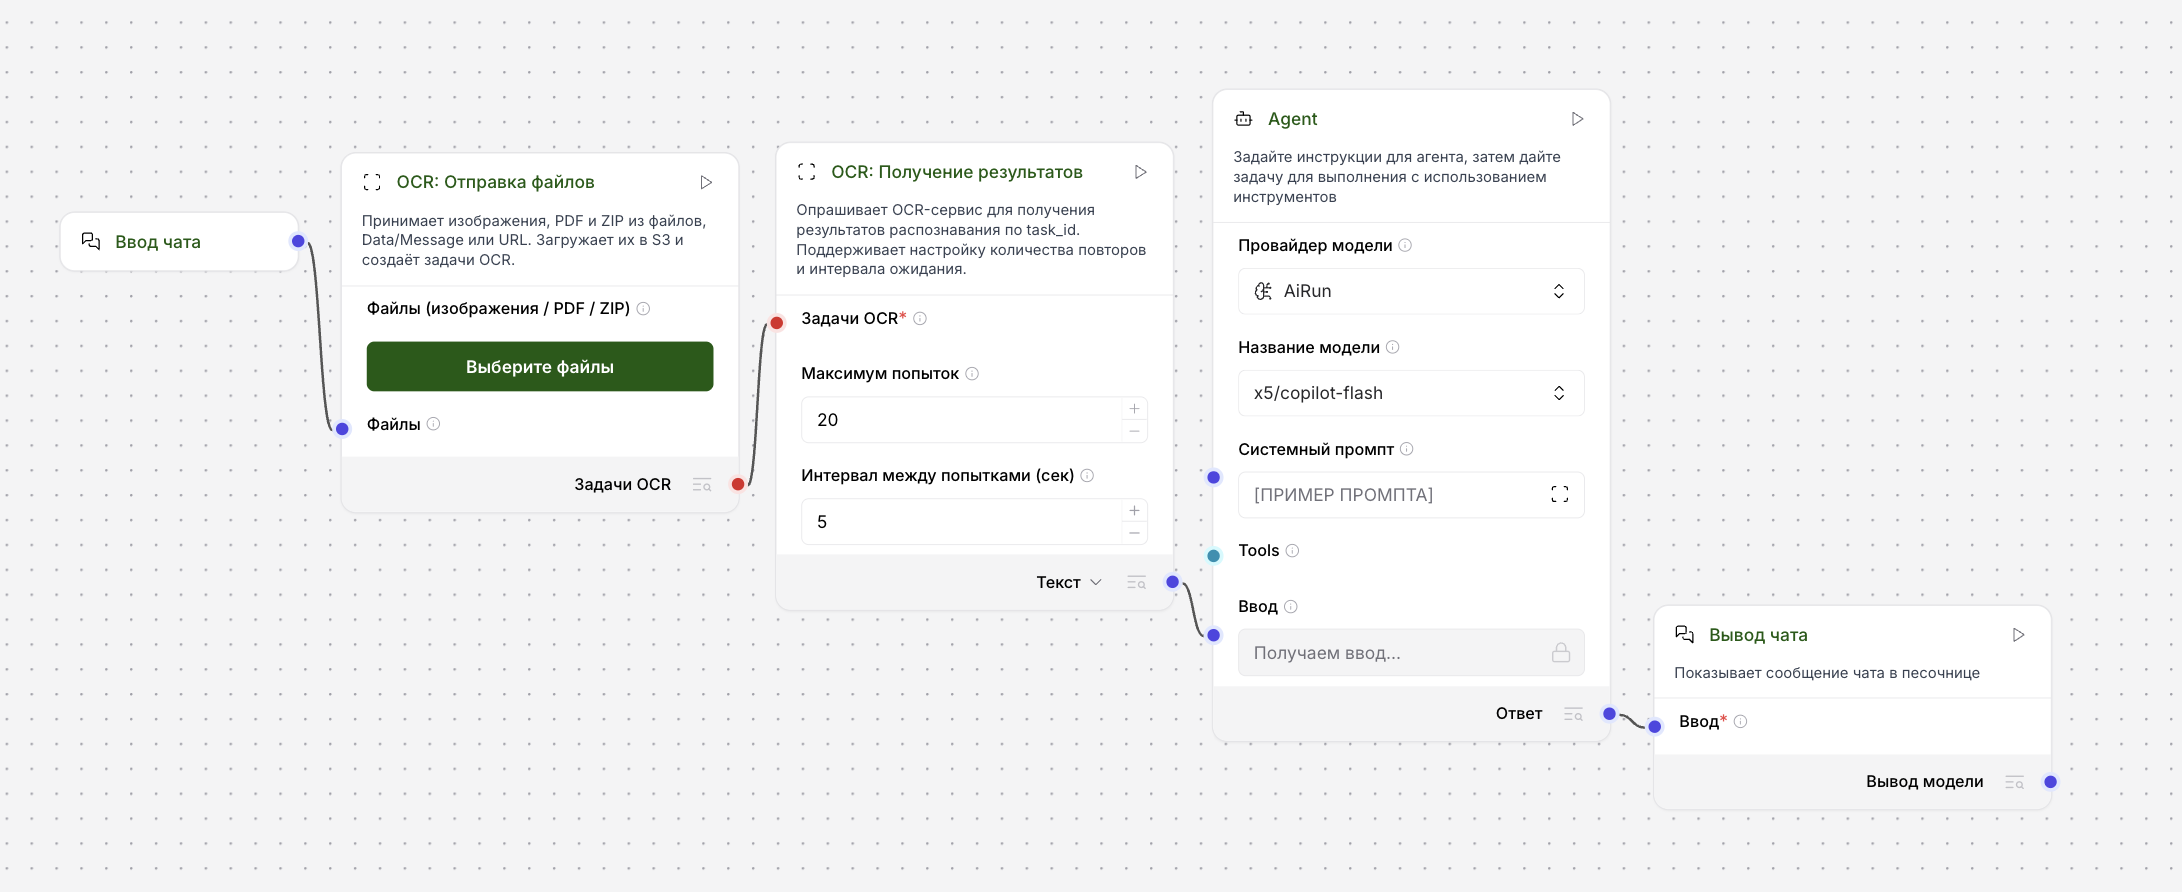 Ввод чата
OCR: Отправка файлов
Принимает изображения, PDF и ZIP из файлов,
Data/Message или URL. Загружает их в S3 и
создаёт задачи OCR.
Файлы (изображения / PDF / ZIP)
Выберите файлы
Файлы
Задачи OCR
OCR: Получение результатов
Опрашивает OCR-сервис для получения
результатов распознавания по task_id.
Поддерживает настройку количества повторов
и интервала ожидания.
Задачи OCR*
Максимум попыток
20
Интервал между попытками (сек)
5
Текст
Agent
Задайте инструкции для агента, затем дайте
задачу для выполнения с использованием
инструментов
Провайдер модели
AiRun
Название модели
x5/copilot-flash
Системный промпт
[ПРИМЕР ПРОМПТА]
Tools
Ввод
Получаем ввод...
Ответ
Вывод чата
Показывает сообщение чата в песочнице
Ввод*
Вывод модели